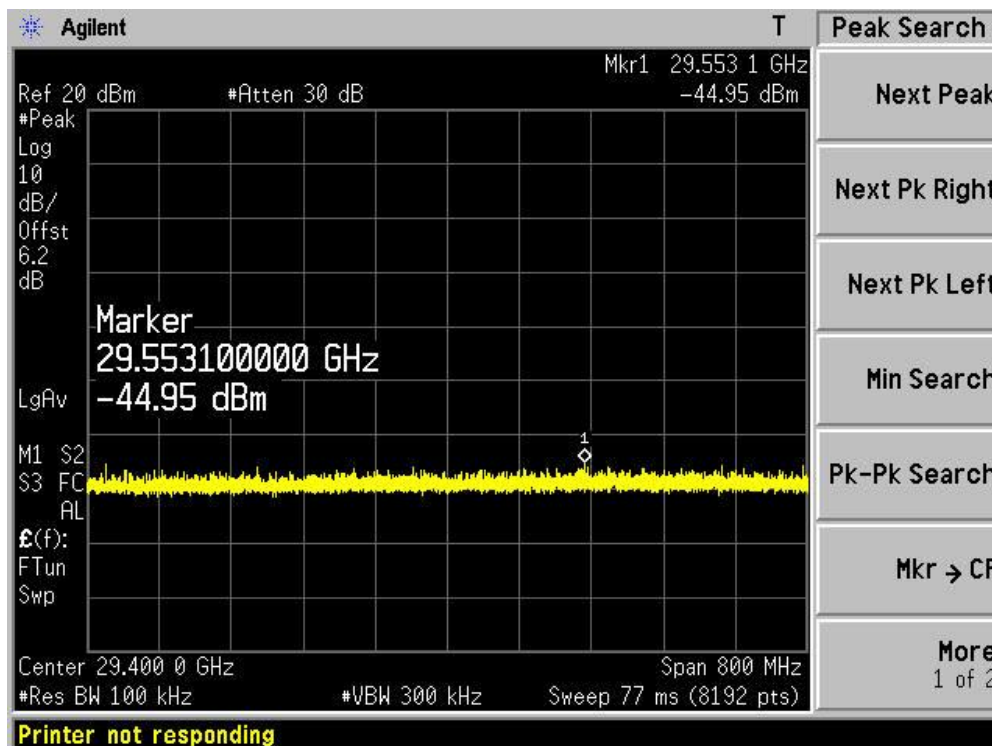 Agilent T Peak Search
Mkr1 29.553 1 GHz
Ref 20 dBm #Atten 30 dB -44.95 dBm
#Peak
Log
10
dB/
Offst
6.2
dB
Marker
29.553100000 GHz
-44.95 dBm
LgAv
1
M1 S2
S3 FC
AL
£(f):
FTun
Swp
Center 29.400 0 GHz Span 800 MHz
#Res BW 100 kHz #VBW 300 kHz Sweep 77 ms (8192 pts)
Printer not responding
Next Peak
Next Pk Right
Next Pk Left
Min Search
Pk-Pk Search
Mkr → CF
More
1 of 2